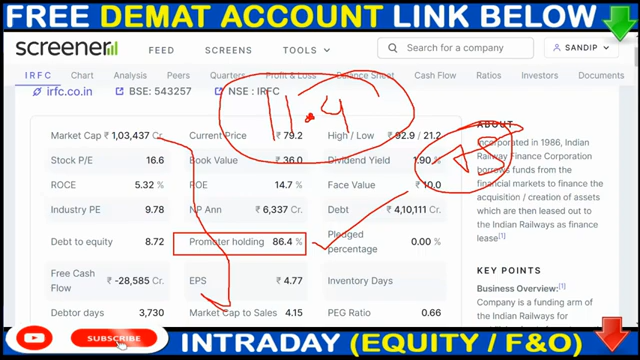 FREE DEMAT ACCOUNT LINK BELOW
screener FEED SCREENS TOOLS Search for a company SANDIP
IRFC Chart Analysis Peers Quarters Profit & Loss Balance Sheet Cash Flow Ratios Investors Documents
irfc.co.in BSE: 543257 NSE : IRFC
11.4
Market Cap ₹ 1,03,437 Cr. Current Price ₹ 79.2 High / Low ₹ 92.9 / 21.2
Stock P/E 16.6 Book Value ₹ 36.0 Dividend Yield 1.90 %
ROCE 5.32 % ROE 14.7 % Face Value ₹ 10.0
Industry PE 9.78 NP Ann ₹ 6,337 Cr. Debt ₹ 4,10,111 Cr.
Debt to equity 8.72 Promoter holding 86.4 % Pledged percentage 0.00 %
Free Cash Flow ₹ -28,585 Cr. EPS ₹ 4.77 Inventory Days
Debtor days 3,730 Market Cap to Sales 4.15 PEG Ratio 0.66
ABOUT
Incorporated in 1986, Indian
Railway Finance Corporation
borrows funds from the
financial markets to finance the
acquisition / creation of assets
which are then leased out to
the Indian Railways as finance
lease[1]
KEY POINTS
Business Overview:[1]
Company is a funding arm of
the Indian Railways. It finances
SUBSCRIBE
INTRADAY (EQUITY / F&O)